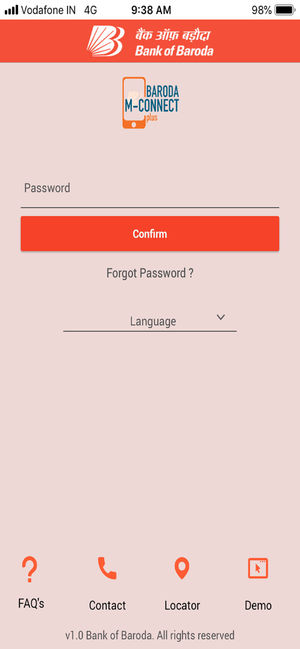 Vodafone IN 4G 9:38 AM 98%
बैंक ऑफ़ बड़ौदा
Bank of Baroda
BARODA
M-CONNECT
plus
Password
Confirm
Forgot Password ?
Language
FAQ's Contact Locator Demo
v1.0 Bank of Baroda. All rights reserved